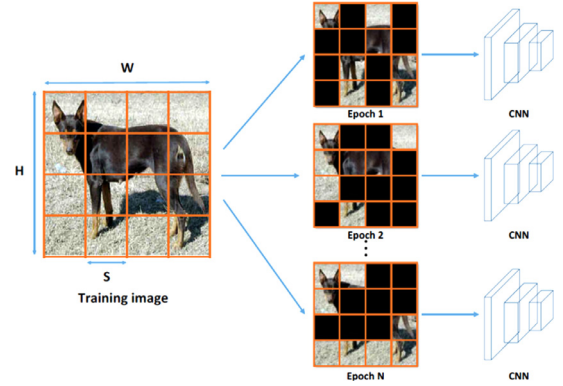 W
H
S
Training image
Epoch 1
CNN
Epoch 2
CNN
Epoch N
CNN